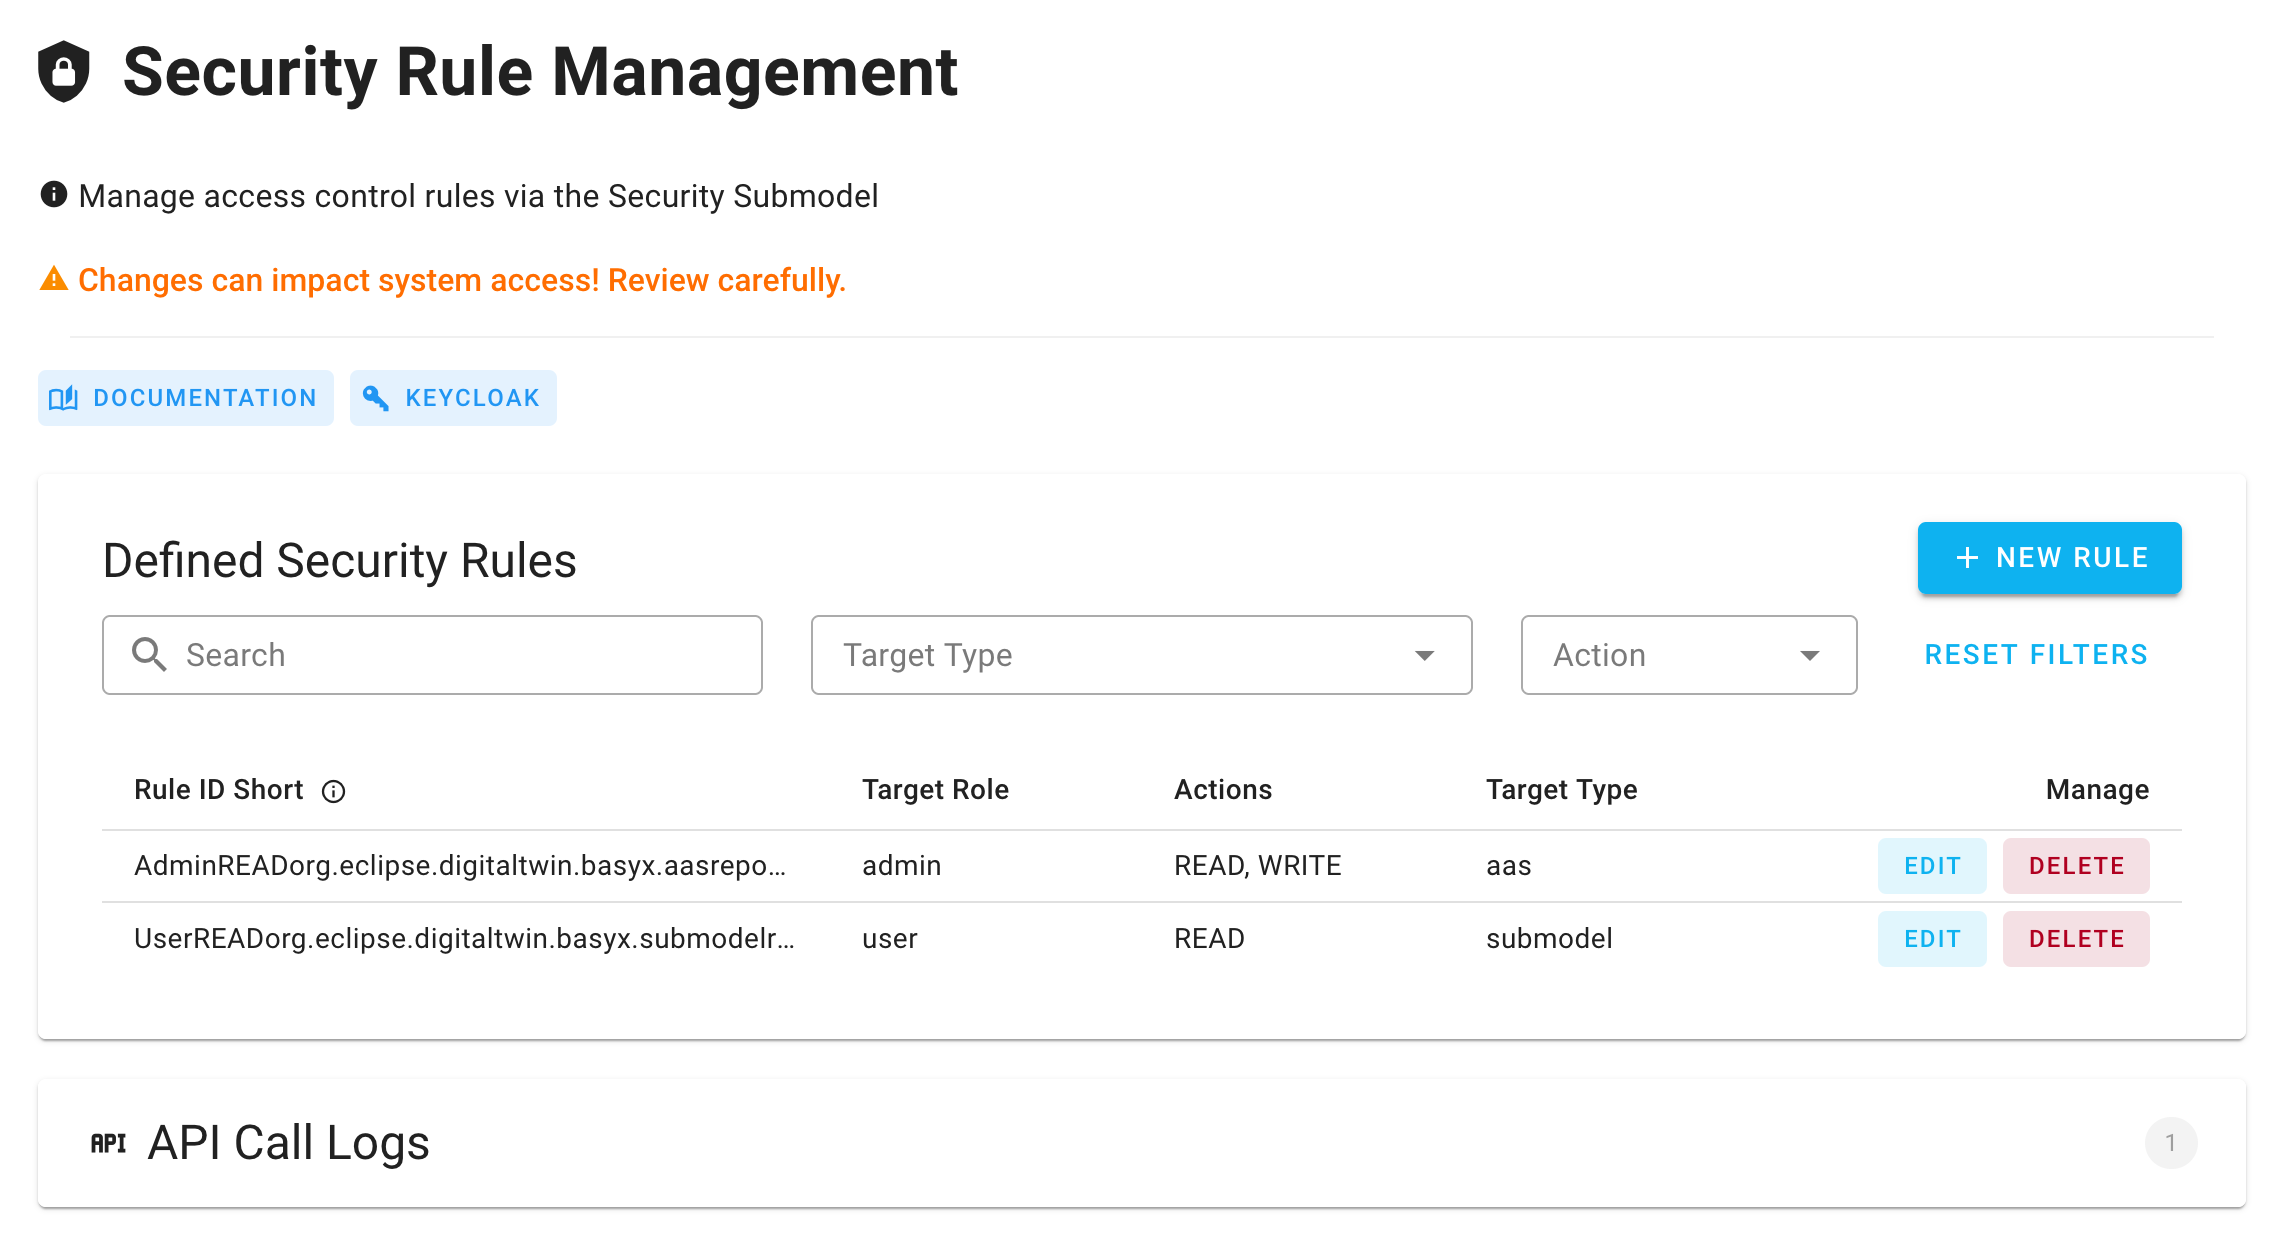 Security Rule Management
Manage access control rules via the Security Submodel
Changes can impact system access! Review carefully.
DOCUMENTATION KEYCLOAK
Defined Security Rules
+ NEW RULE
Search Target Type Action RESET FILTERS
Rule ID Short Target Role Actions Target Type Manage
AdminREADorg.eclipse.digitaltwin.basyx.aasrepo... admin READ, WRITE aas EDIT DELETE
UserREADorg.eclipse.digitaltwin.basyx.submodelr... user READ submodel EDIT DELETE
API API Call Logs 1